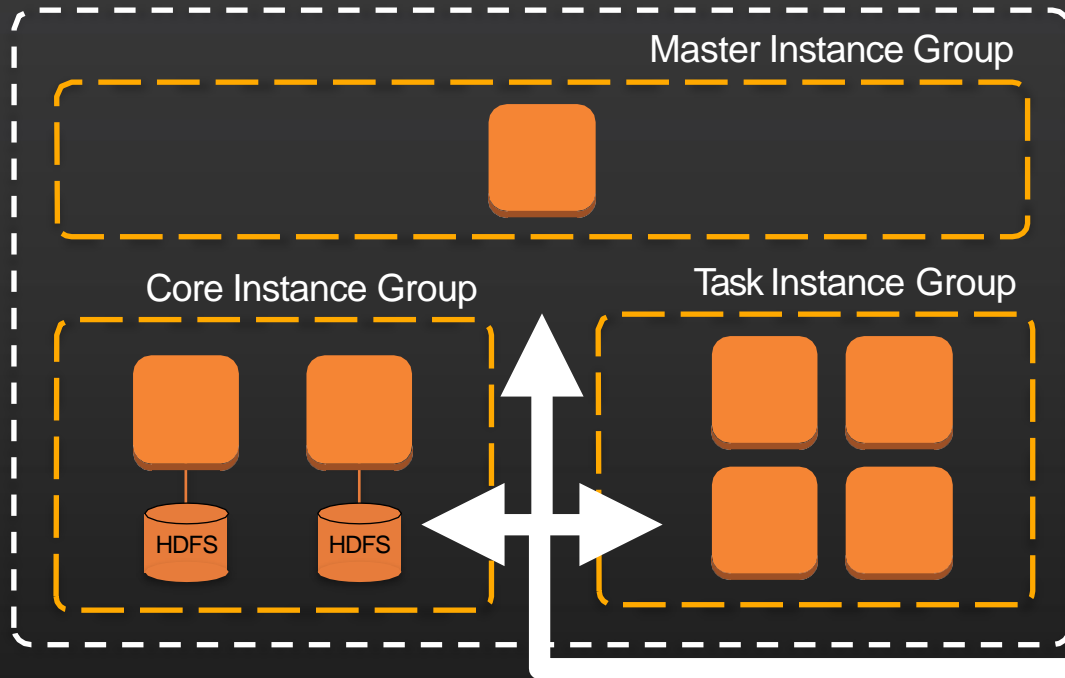 Master Instance Group
Core Instance Group
Task Instance Group
HDFS
HDFS